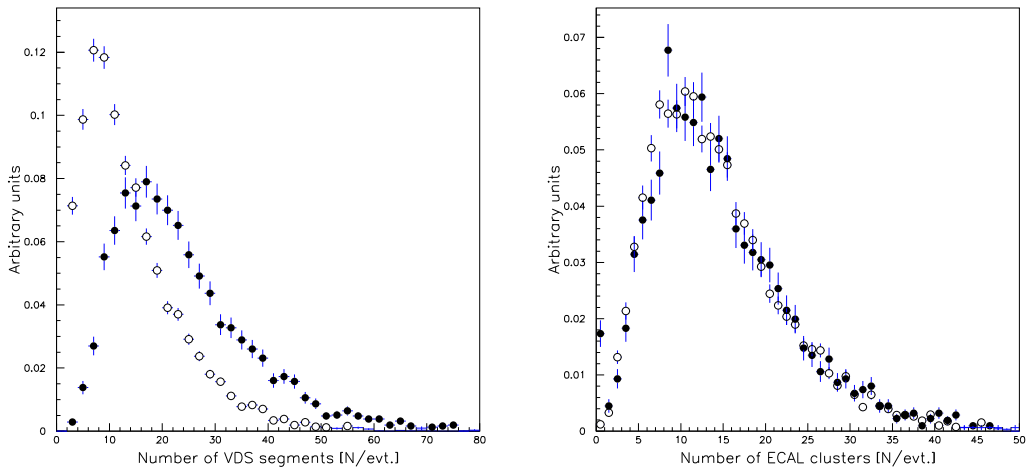 0.12
0.1
0.08
0.06
0.04
0.02
0
0 10 20 30 40 50 60 70 80
Arbitrary units
Number of VDS segments [N/evt.]
0.07
0.06
0.05
0.04
0.03
0.02
0.01
0
0 5 10 15 20 25 30 35 40 45 50
Arbitrary units
Number of ECAL clusters [N/evt.]